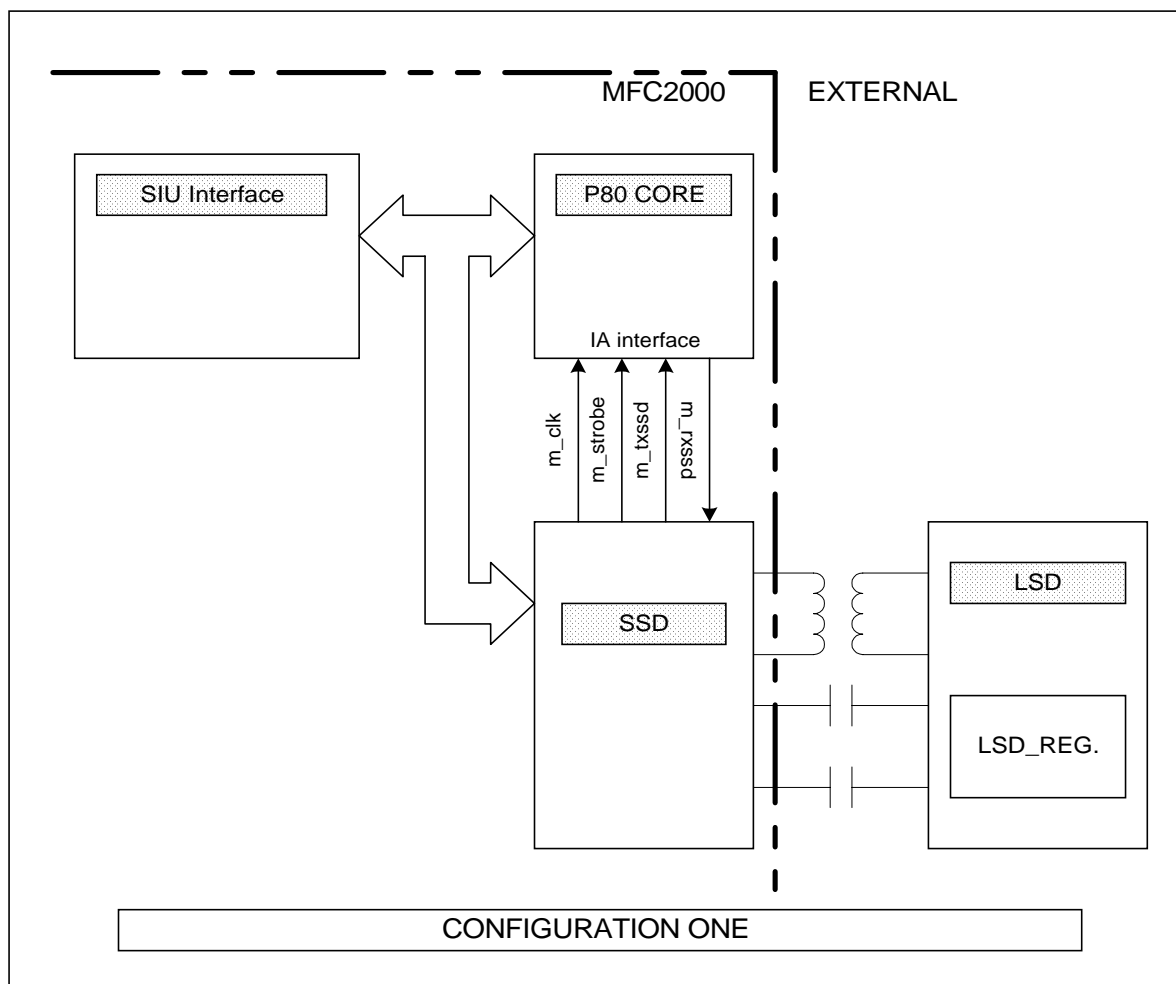 MFC2000
EXTERNAL
SIU Interface
P80 CORE
IA interface
m_clk
m_strobe
m_txssd
m_rxssd
SSD
LSD
LSD_REG.
CONFIGURATION ONE